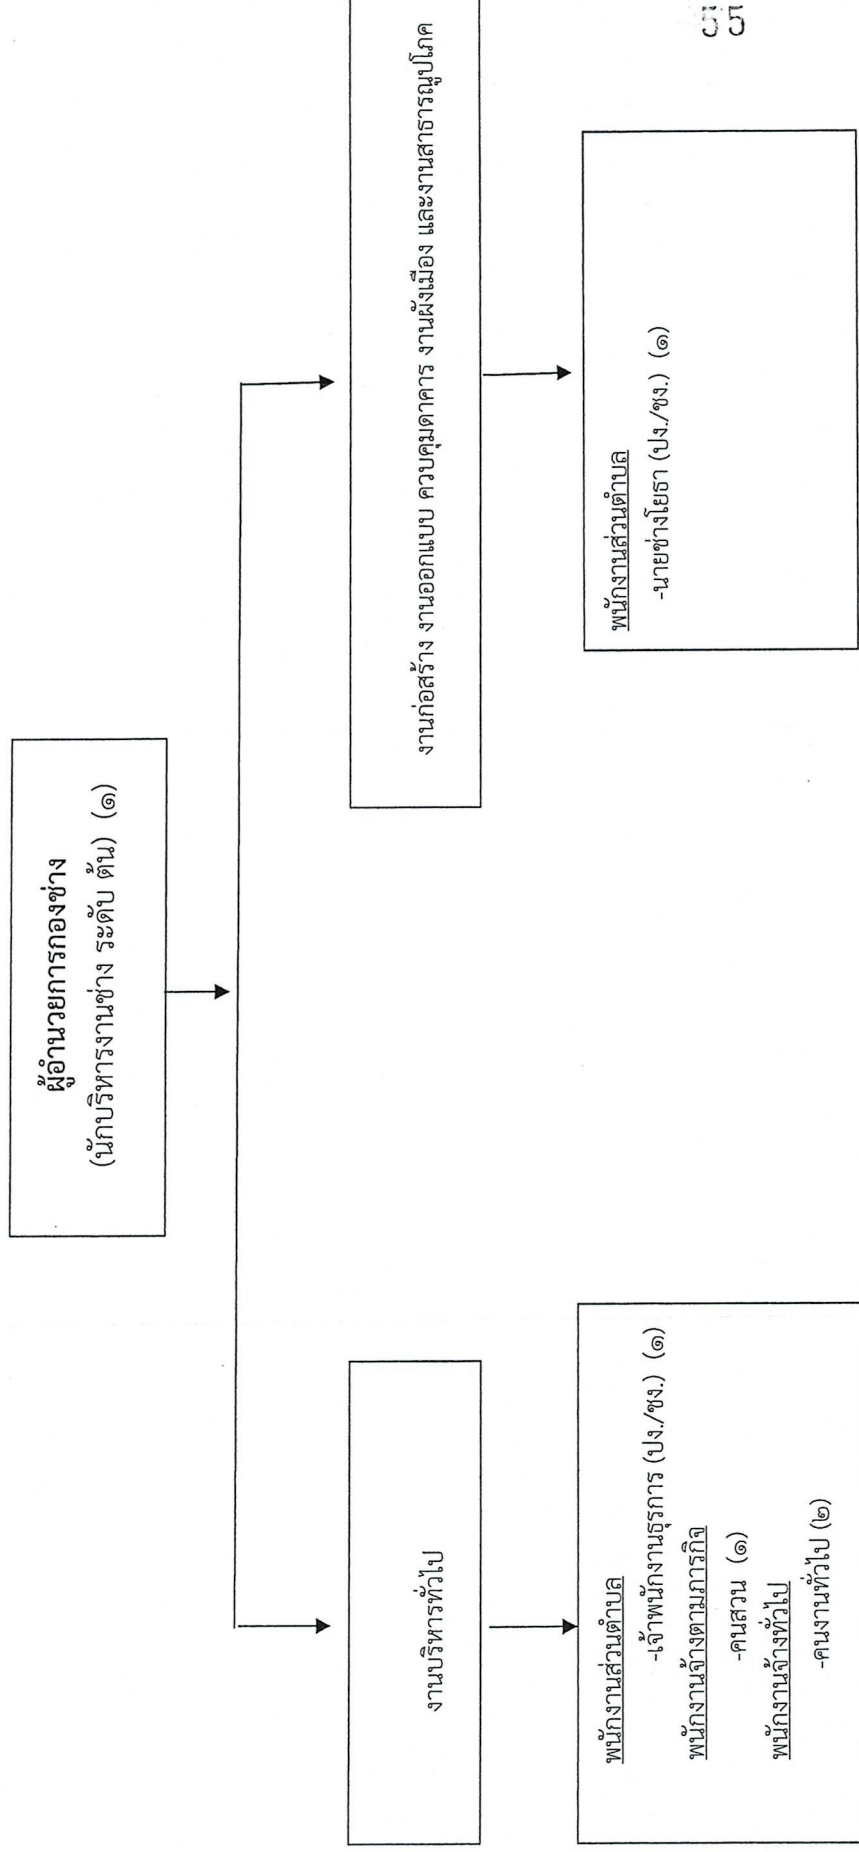 55
ผู้อำนวยการกองช่าง
(นักบริหารงานช่าง ระดับ ต้น) (๑)
งานบริหารทั่วไป
พนักงานส่วนตำบล
-เจ้าพนักงานธุรการ (ปง./ชง.) (๑)
พนักงานจ้างตามภารกิจ
-คนสวน (๑)
พนักงานจ้างทั่วไป
-คนงานทั่วไป (๒)
งานก่อสร้าง งานออกแบบ ควบคุมอาคาร งานผังเมือง และงานสาธารณูปโภค
พนักงานส่วนตำบล
-นายช่างโยธา (ปง./ชง.) (๑)